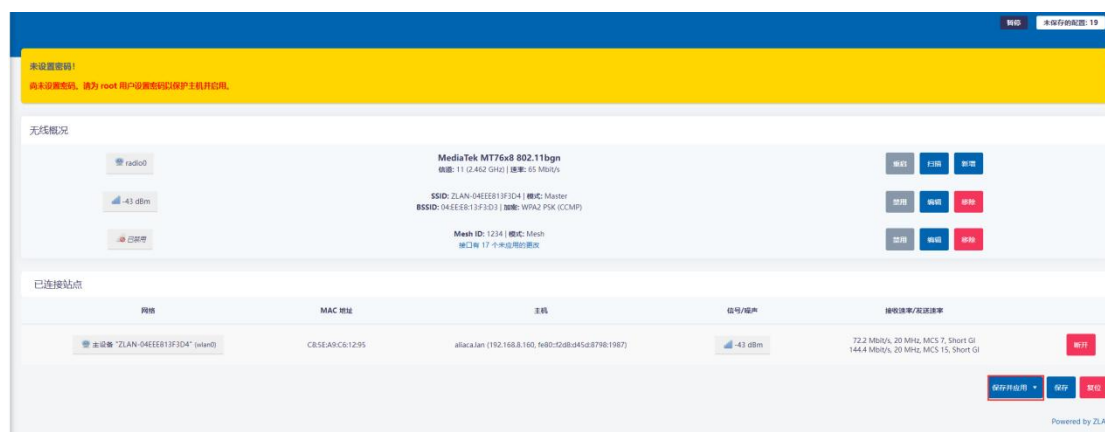 暂停 未保存的配置: 19
未设置密码!
尚未设置密码。请为 root 用户设置密码以保护主机并启用。
无线概况
radio0
MediaTek MT76x8 802.11bgn
信道: 11 (2.462 GHz) | 速率: 65 Mbit/s
重启 扫描 新增
-43 dBm
SSID: ZLAN-04EEE813F3D4 | 模式: Master
BSSID: 04:EE:E8:13:F3:D3 | 加密: WPA2 PSK (CCMP)
禁用 编辑 移除
已禁用
Mesh ID: 1234 | 模式: Mesh
接口有 17 个未应用的更改
禁用 编辑 移除
已连接站点
网络 MAC 地址 主机 信号/噪声 接收速率/发送速率
主设备 "ZLAN-04EEE813F3D4" (wlan0) C8:5E:A9:C6:12:95 aliaca.lan (192.168.8.160, fe80::f2d8:d45d:8798:1987) -43 dBm
72.2 Mbit/s, 20 MHz, MCS 7, Short GI
144.4 Mbit/s, 20 MHz, MCS 15, Short GI
断开
保存并应用 保存 复位
Powered by ZLA